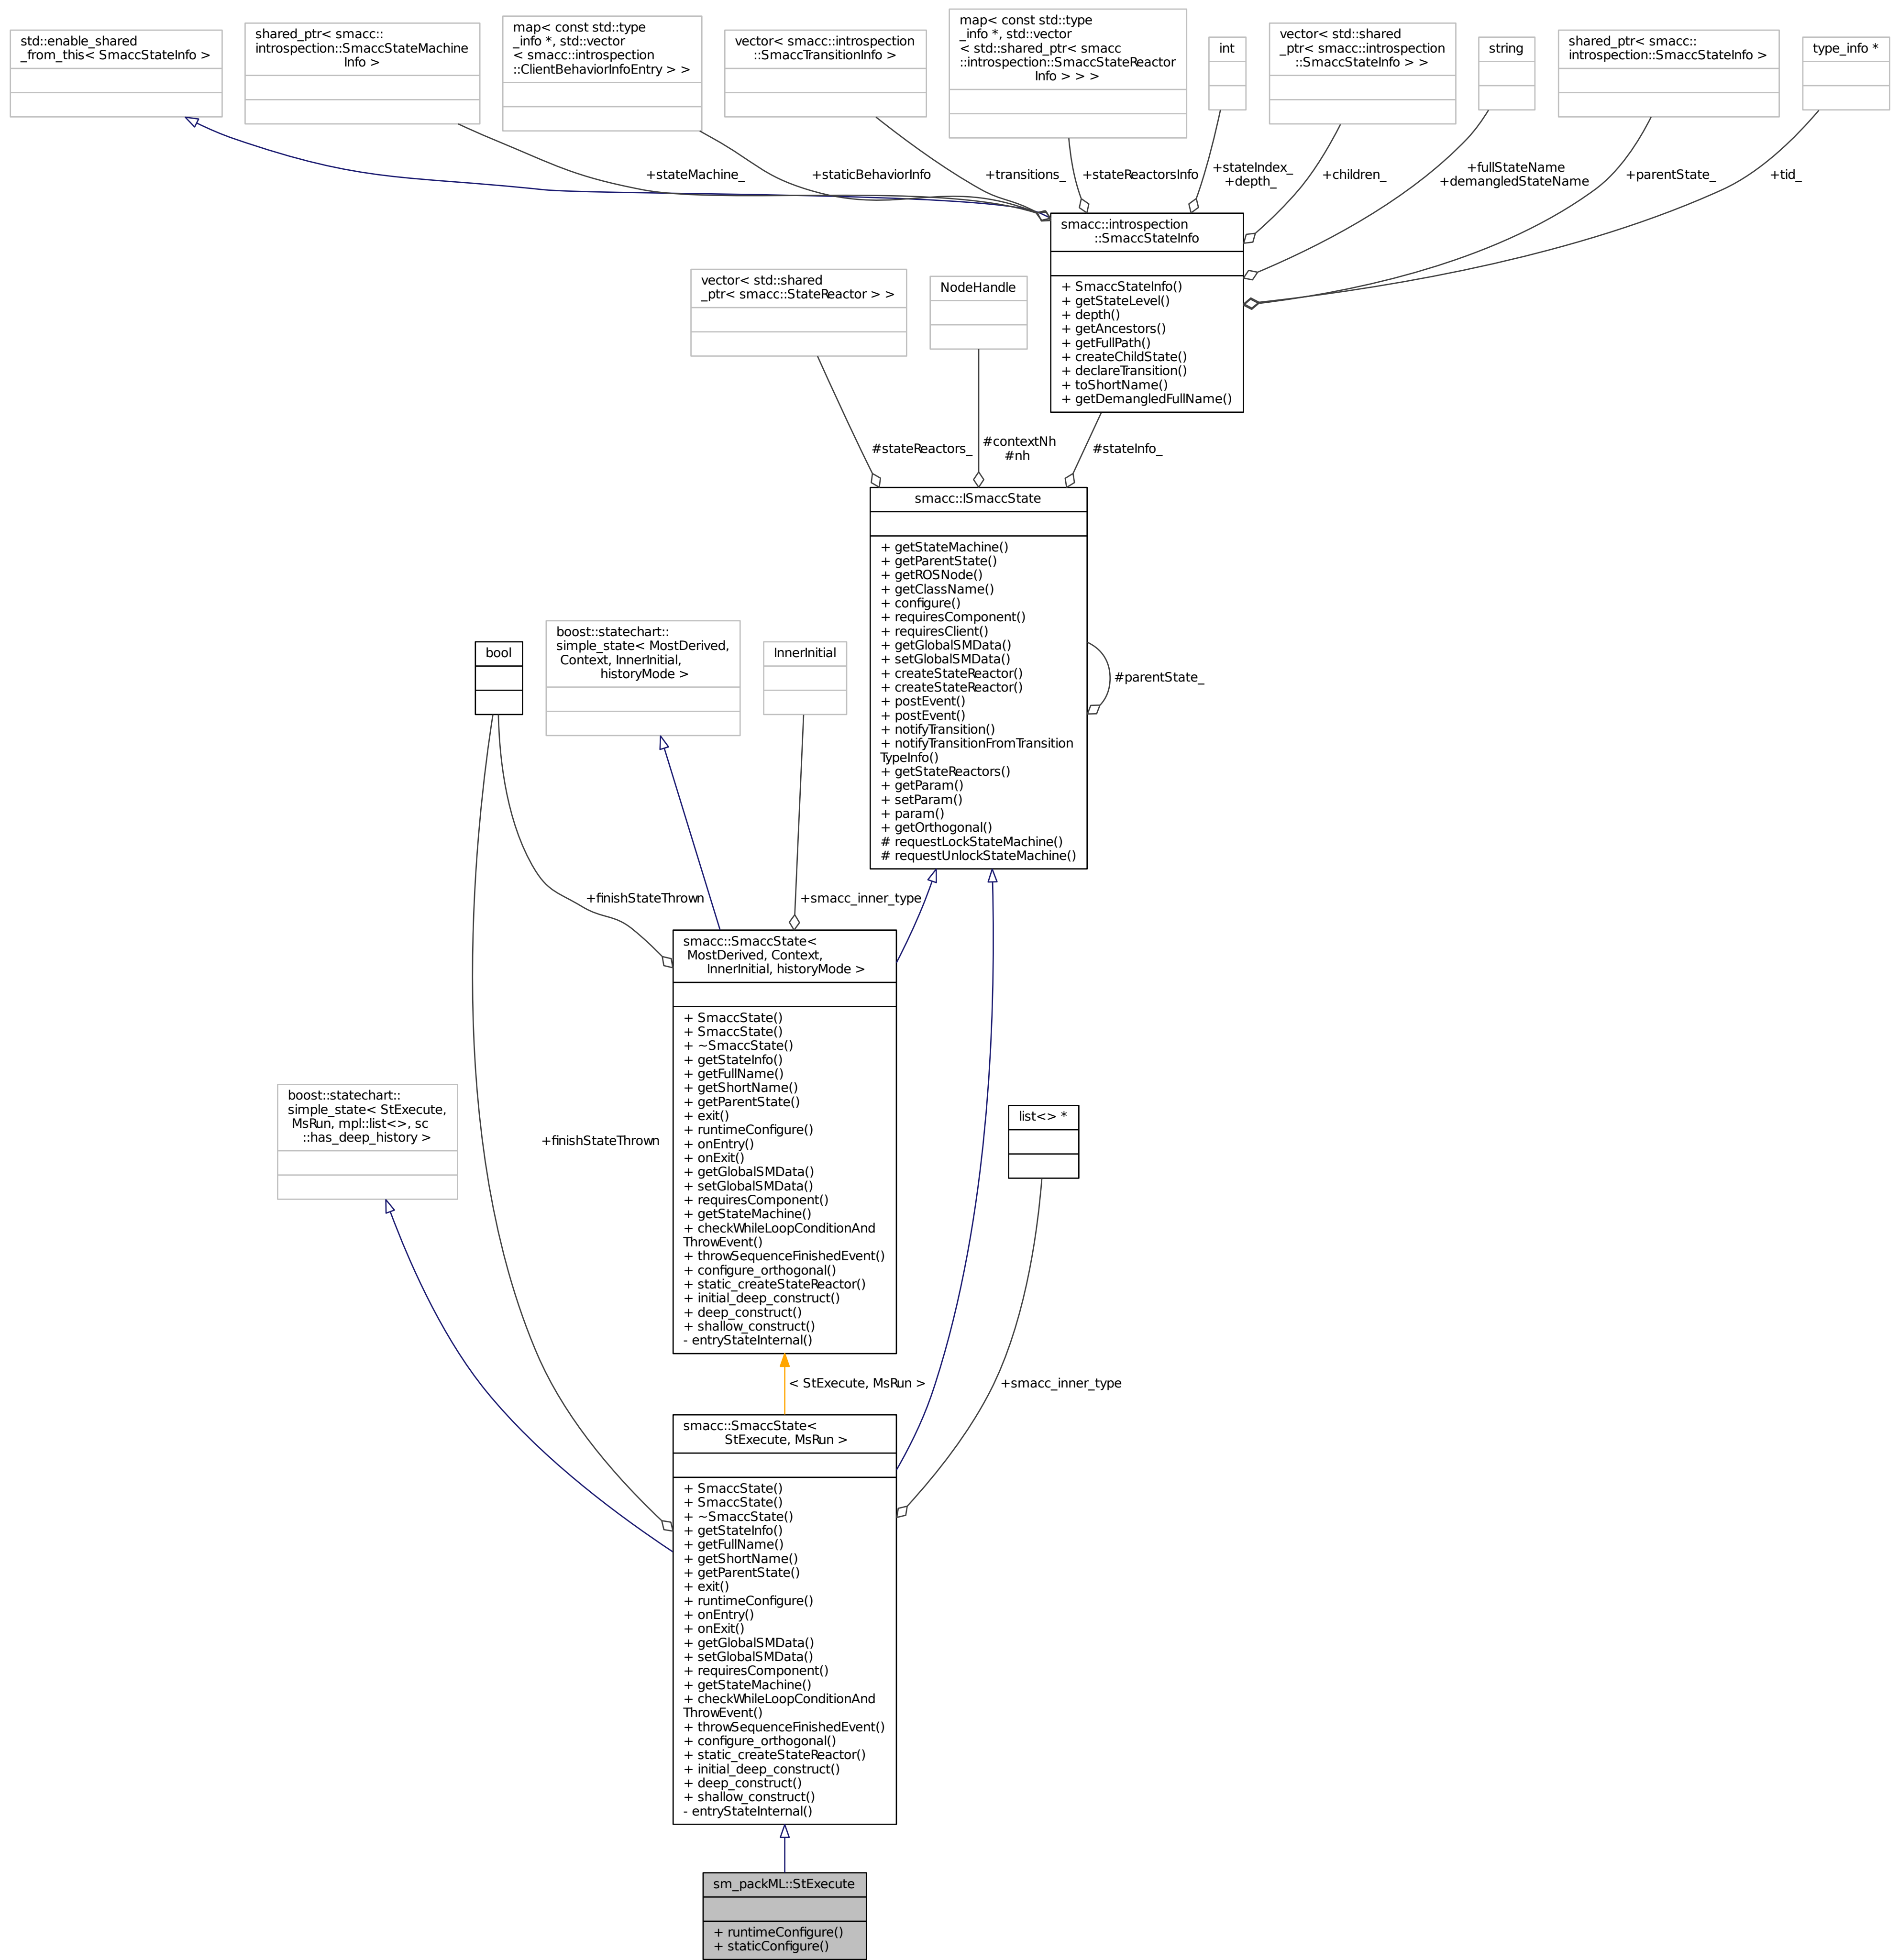 std::enable_shared
_from_this< SmaccStateInfo >
shared_ptr< smacc::
introspection::SmaccStateMachine
Info >
map< const std::type
_info *, std::vector
< smacc::introspection
::ClientBehaviorInfoEntry > >
vector< smacc::introspection
::SmaccTransitionInfo >
map< const std::type
_info *, std::vector
< std::shared_ptr< smacc
::introspection::SmaccStateReactor
Info > > >
int
vector< std::shared
_ptr< smacc::introspection
::SmaccStateInfo > >
string
shared_ptr< smacc::
introspection::SmaccStateInfo >
type_info *
+stateMachine_
+staticBehaviorInfo
+transitions_
+stateReactorsInfo
+stateIndex_
+depth_
+children_
+fullStateName
+demangledStateName
+parentState_
+tid_
smacc::introspection
::SmaccStateInfo
+ SmaccStateInfo()
+ getStateLevel()
+ depth()
+ getAncestors()
+ getFullPath()
+ createChildState()
+ declareTransition()
+ toShortName()
+ getDemangledFullName()
vector< std::shared
_ptr< smacc::StateReactor > >
NodeHandle
#stateReactors_
#contextNh
#nh
#stateInfo_
smacc::ISmaccState
+ getStateMachine()
+ getParentState()
+ getROSNode()
+ getClassName()
+ configure()
+ requiresComponent()
+ requiresClient()
+ getGlobalSMData()
+ setGlobalSMData()
+ createStateReactor()
+ createStateReactor()
+ postEvent()
+ postEvent()
+ notifyTransition()
+ notifyTransitionFromTransition
TypeInfo()
+ getStateReactors()
+ getParam()
+ setParam()
+ param()
+ getOrthogonal()
# requestLockStateMachine()
# requestUnlockStateMachine()
#parentState_
bool
boost::statechart::
simple_state< MostDerived,
Context, InnerInitial,
historyMode >
InnerInitial
+finishStateThrown
+smacc_inner_type
smacc::SmaccState<
MostDerived, Context,
InnerInitial, historyMode >
+ SmaccState()
+ SmaccState()
+ ~SmaccState()
+ getStateInfo()
+ getFullName()
+ getShortName()
+ getParentState()
+ exit()
+ runtimeConfigure()
+ onEntry()
+ onExit()
+ getGlobalSMData()
+ setGlobalSMData()
+ requiresComponent()
+ getStateMachine()
+ checkWhileLoopConditionAnd
ThrowEvent()
+ throwSequenceFinishedEvent()
+ configure_orthogonal()
+ static_createStateReactor()
+ initial_deep_construct()
+ deep_construct()
+ shallow_construct()
- entryStateInternal()
boost::statechart::
simple_state< StExecute,
MsRun, mpl::list<>, sc
::has_deep_history >
+finishStateThrown
list<> *
< StExecute, MsRun >
+smacc_inner_type
smacc::SmaccState<
StExecute, MsRun >
+ SmaccState()
+ SmaccState()
+ ~SmaccState()
+ getStateInfo()
+ getFullName()
+ getShortName()
+ getParentState()
+ exit()
+ runtimeConfigure()
+ onEntry()
+ onExit()
+ getGlobalSMData()
+ setGlobalSMData()
+ requiresComponent()
+ getStateMachine()
+ checkWhileLoopConditionAnd
ThrowEvent()
+ throwSequenceFinishedEvent()
+ configure_orthogonal()
+ static_createStateReactor()
+ initial_deep_construct()
+ deep_construct()
+ shallow_construct()
- entryStateInternal()
sm_packML::StExecute
+ runtimeConfigure()
+ staticConfigure()